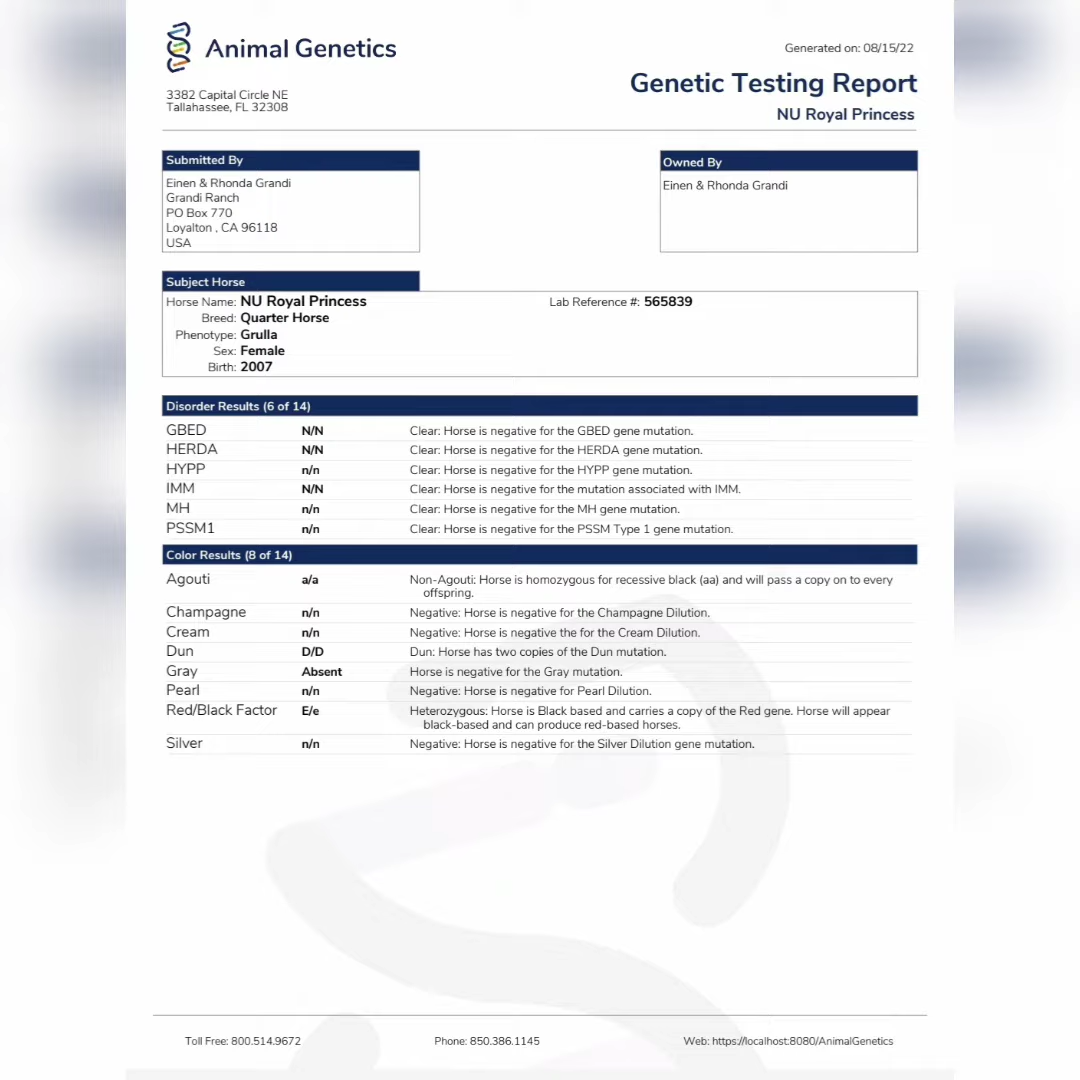 Animal Genetics
Generated on: 08/15/22
3382 Capital Circle NE
Tallahassee, FL 32308
Genetic Testing Report
NU Royal Princess
Submitted By
Einen & Rhonda Grandi
Grandi Ranch
PO Box 770
Loyalton , CA 96118
USA
Owned By
Einen & Rhonda Grandi
Subject Horse
Horse Name: NU Royal Princess
Lab Reference #: 565839
Breed: Quarter Horse
Phenotype: Grulla
Sex: Female
Birth: 2007
Disorder Results (6 of 14)
GBED N/N Clear: Horse is negative for the GBED gene mutation.
HERDA N/N Clear: Horse is negative for the HERDA gene mutation.
HYPP n/n Clear: Horse is negative for the HYPP gene mutation.
IMM N/N Clear: Horse is negative for the mutation associated with IMM.
MH n/n Clear: Horse is negative for the MH gene mutation.
PSSM1 n/n Clear: Horse is negative for the PSSM Type 1 gene mutation.
Color Results (8 of 14)
Agouti a/a Non-Agouti: Horse is homozygous for recessive black (aa) and will pass a copy on to every
offspring.
Champagne n/n Negative: Horse is negative for the Champagne Dilution.
Cream n/n Negative: Horse is negative the for the Cream Dilution.
Dun D/D Dun: Horse has two copies of the Dun mutation.
Gray Absent Horse is negative for the Gray mutation.
Pearl n/n Negative: Horse is negative for Pearl Dilution.
Red/Black Factor E/e Heterozygous: Horse is Black based and carries a copy of the Red gene. Horse will appear
black-based and can produce red-based horses.
Silver n/n Negative: Horse is negative for the Silver Dilution gene mutation.
Toll Free: 800.514.9672
Phone: 850.386.1145
Web: https://localhost:8080/AnimalGenetics